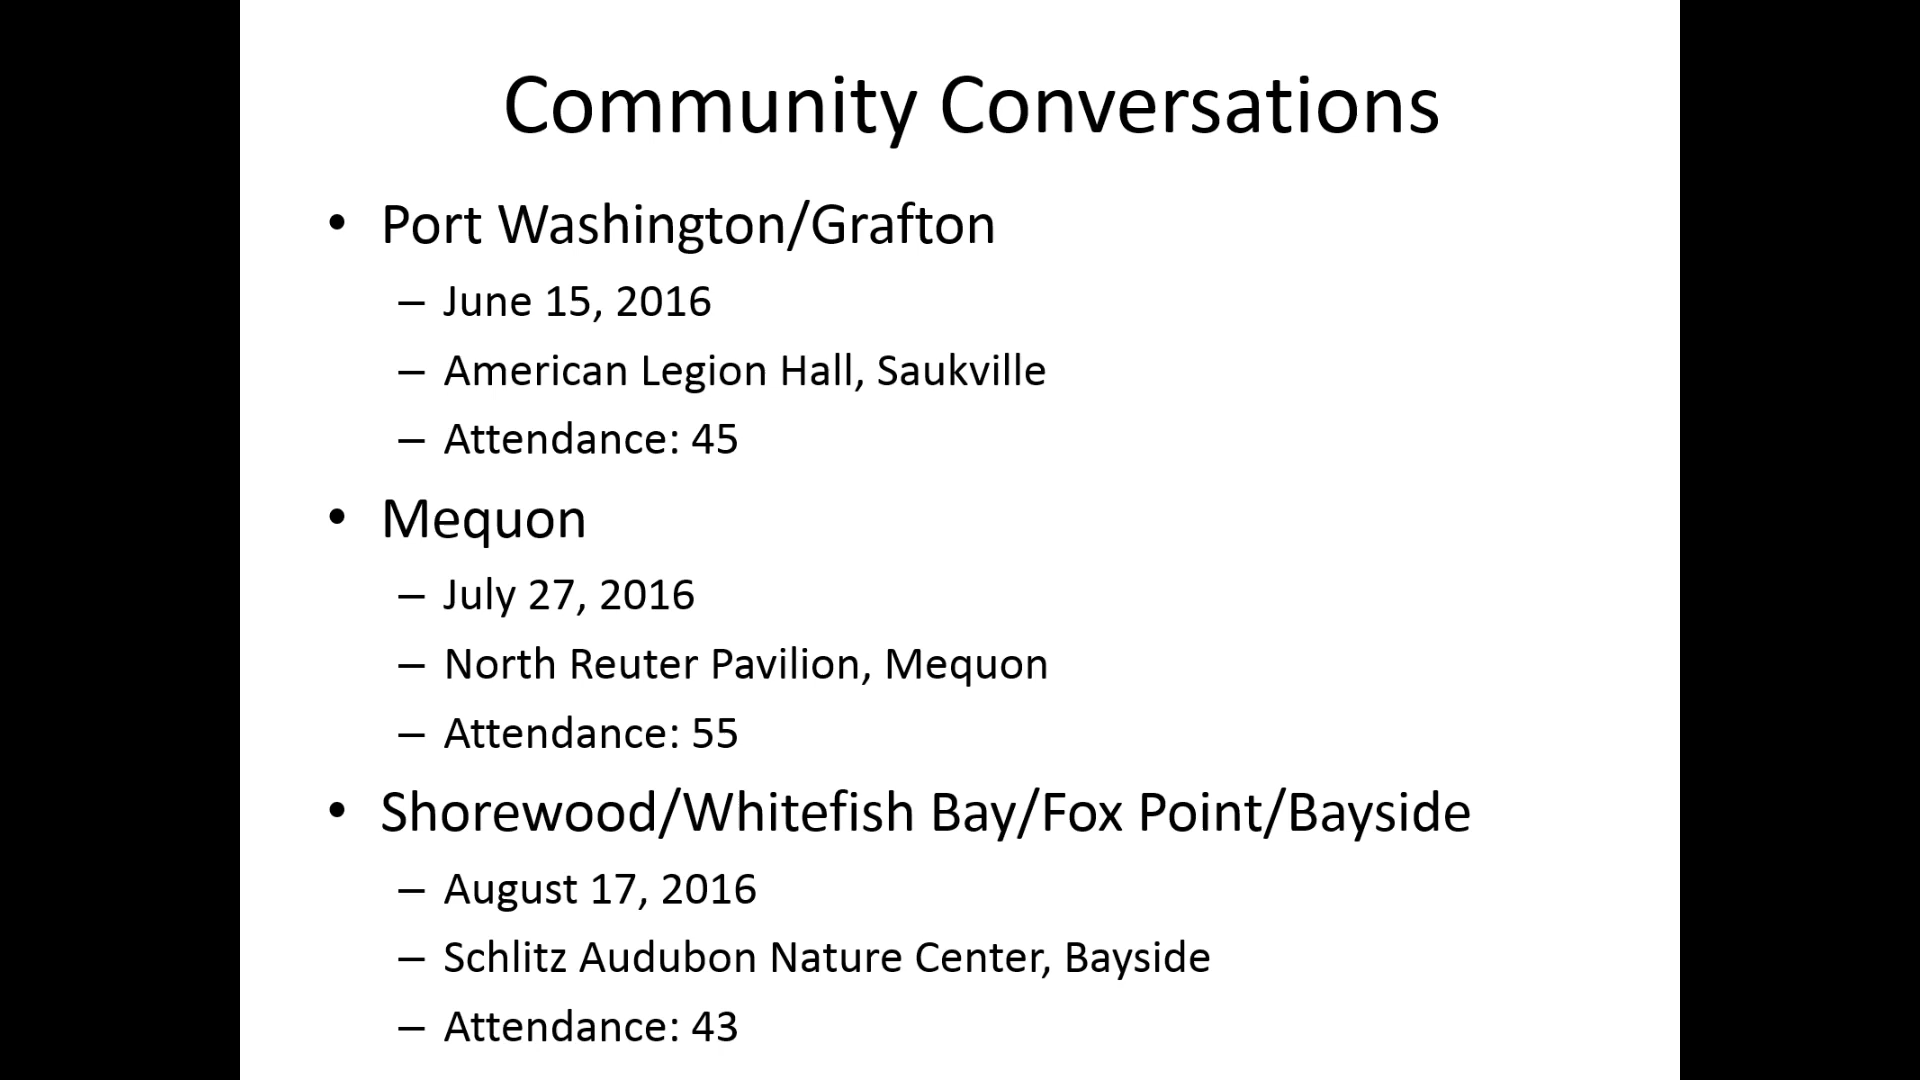 Community Conversations
• Port Washington/Grafton
– June 15, 2016
– American Legion Hall, Saukville
– Attendance: 45
• Mequon
– July 27, 2016
– North Reuter Pavilion, Mequon
– Attendance: 55
• Shorewood/Whitefish Bay/Fox Point/Bayside
– August 17, 2016
– Schlitz Audubon Nature Center, Bayside
– Attendance: 43